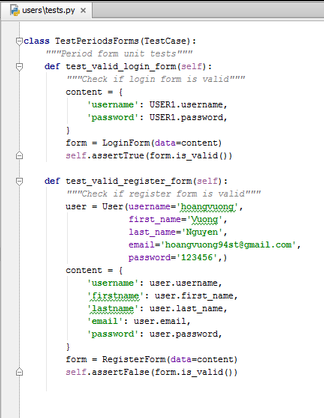 users\tests.py
class TestPeriodsForms(TestCase):
"""Period form unit tests"""
def test_valid_login_form(self):
"""Check if login form is valid"""
content = {
'username': USER1.username,
'password': USER1.password,
}
form = LoginForm(data=content)
self.assertTrue(form.is_valid())
def test_valid_register_form(self):
"""Check if register form is valid"""
user = User(username='hoangvuong',
first_name='Vuong',
last_name='Nguyen',
email='hoangvuong94st@gmail.com',
password='123456',)
content = {
'username': user.username,
'firstname': user.first_name,
'lastname': user.last_name,
'email': user.email,
'password': user.password,
}
form = RegisterForm(data=content)
self.assertFalse(form.is_valid())